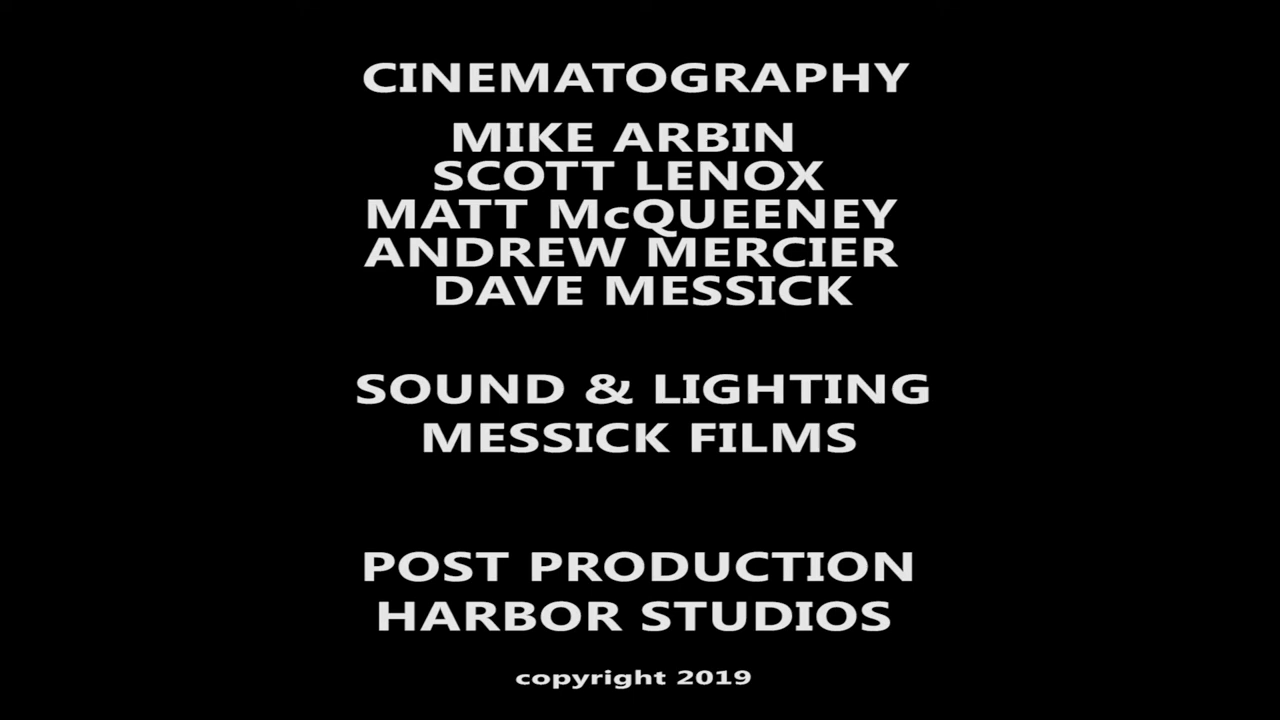 CINEMATOGRAPHY
MIKE ARBIN
SCOTT LENOX
MATT McQUEENEY
ANDREW MERCIER
DAVE MESSICK
SOUND & LIGHTING
MESSICK FILMS
POST PRODUCTION
HARBOR STUDIOS
copyright 2019